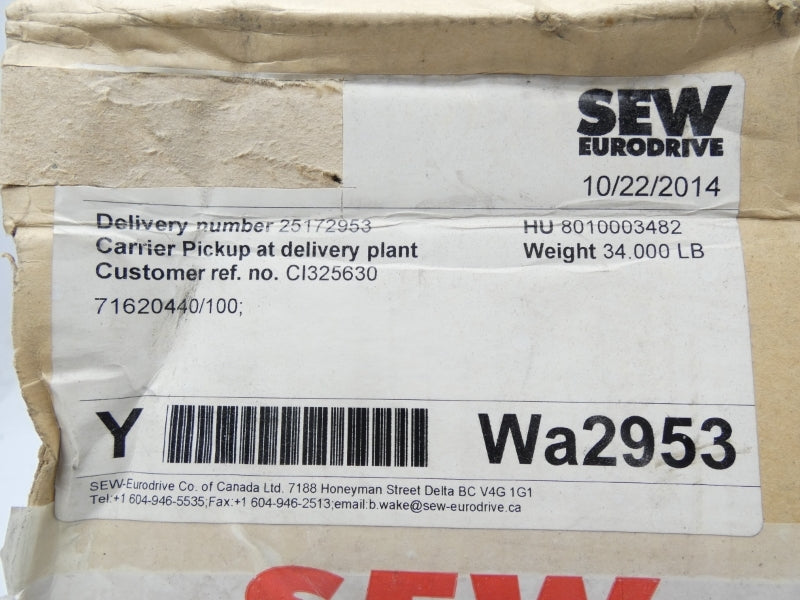 SEW
EURODRIVE
10/22/2014
Delivery number 25172953
HU 8010003482
Carrier Pickup at delivery plant
Weight 34.000 LB
Customer ref. no. CI325630
71620440/100;
Y
Wa2953
SEW-Eurodrive Co. of Canada Ltd. 7188 Honeyman Street Delta BC V4G 1G1
Tel:+1 604-946-5535;Fax:+1 604-946-2513;email:b.wake@sew-eurodrive.ca
SEW